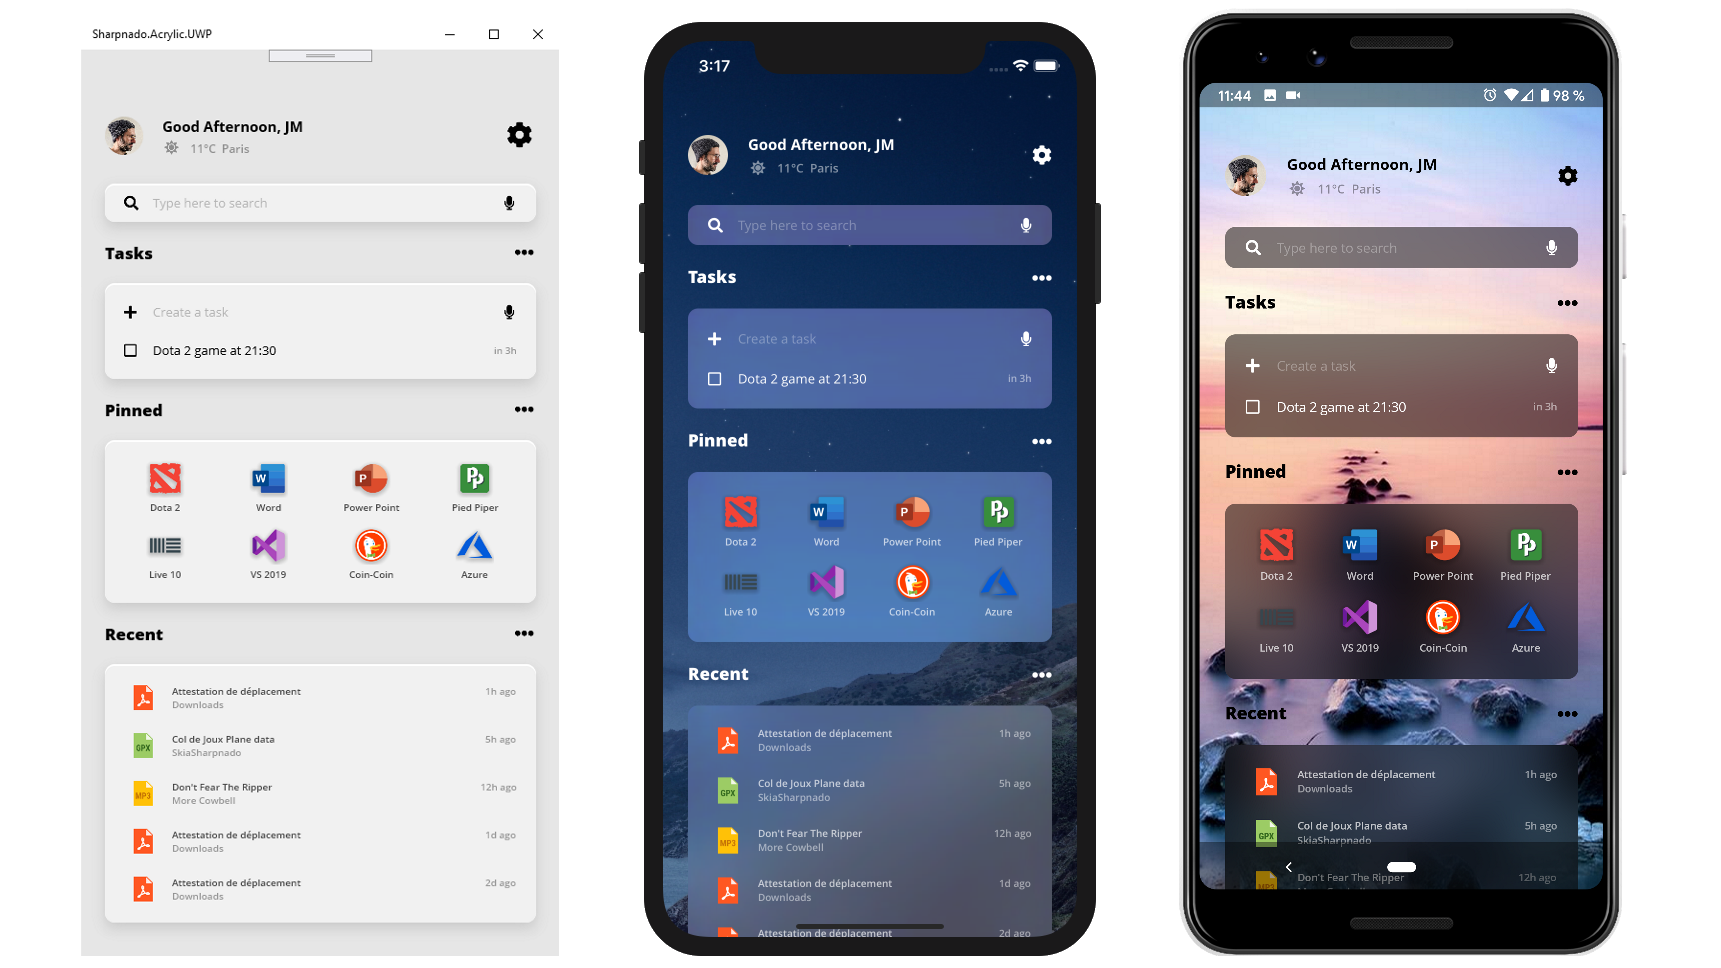 Sharpnado.Acrylic.UWP
Good Afternoon, JM
11°C Paris
Type here to search
Tasks
Create a task
Dota 2 game at 21:30
in 3h
Pinned
Dota 2
Word
W
Power Point
P
Pied Piper
Live 10
VS 2019
Coin-Coin
Azure
Recent
Attestation de déplacement
1h ago
Downloads
GPX
Col de Joux Plane data
5h ago
SkiaSharpnado
MP3
Don't Fear The Ripper
12h ago
More Cowbell
Attestation de déplacement
1d ago
Downloads
Attestation de déplacement
2d ago
Downloads
3:17
Good Afternoon, JM
11°C Paris
Type here to search
Tasks
Create a task
Dota 2 game at 21:30
in 3h
Pinned
Dota 2
Word
W
Power Point
P
Pied Piper
Live 10
VS 2019
Coin-Coin
Azure
Recent
Attestation de déplacement
1h ago
Downloads
GPX
Col de Joux Plane data
5h ago
SkiaSharpnado
MP3
Don't Fear The Ripper
12h ago
More Cowbell
Attestation de déplacement
1d ago
Downloads
Attestation de déplacement
2d ago
11:44
98 %
Good Afternoon, JM
11°C Paris
Type here to search
Tasks
Create a task
Dota 2 game at 21:30
in 3h
Pinned
Dota 2
Word
W
Power Point
P
Pied Piper
Live 10
VS 2019
Coin-Coin
Azure
Recent
Attestation de déplacement
1h ago
Downloads
GPX
Col de Joux Plane data
5h ago
SkiaSharpnado
MP3
Don't Fear The Ripper
12h ago